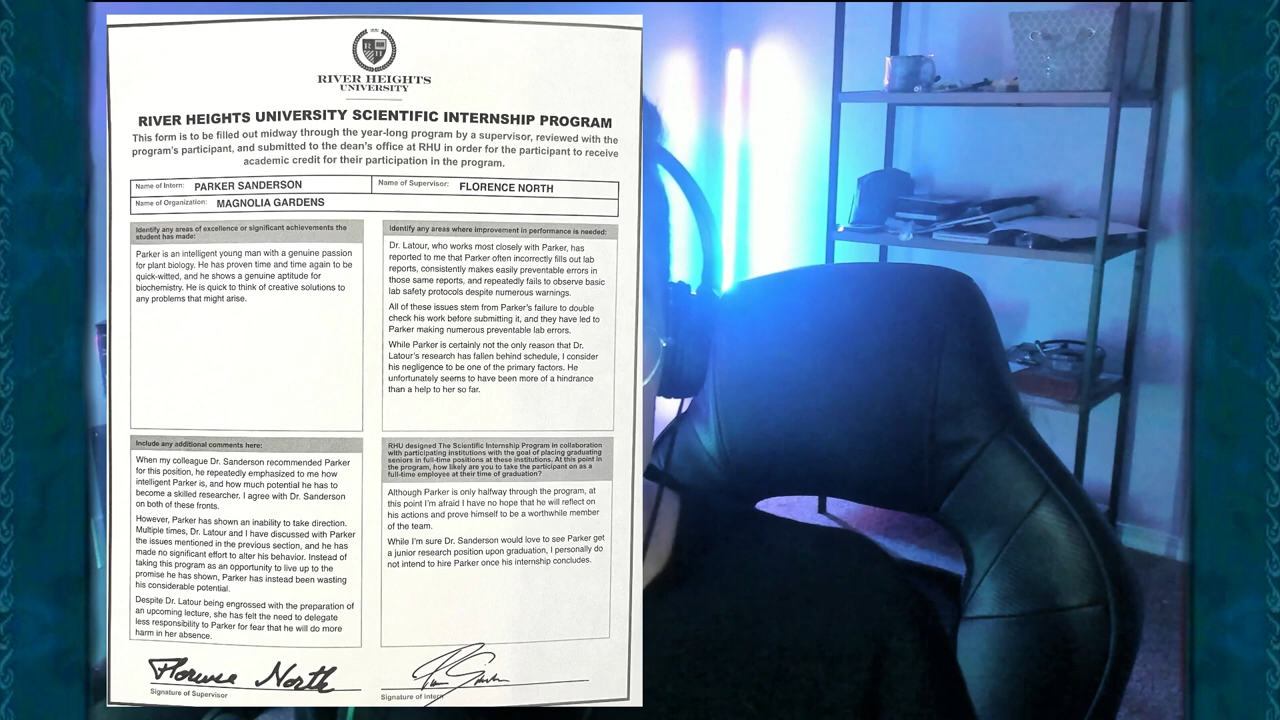 RIVER HEIGHTS
UNIVERSITY
RIVER HEIGHTS UNIVERSITY SCIENTIFIC INTERNSHIP PROGRAM
This form is to be filled out midway through the year-long program by a supervisor, reviewed with the
program's participant, and submitted to the dean's office at RHU in order for the participant to receive
academic credit for their participation in the program.
Name of Intern: PARKER SANDERSON
Name of Supervisor: FLORENCE NORTH
Name of Organization: MAGNOLIA GARDENS
Identify any areas of excellence or significant achievements the
student has made:
Parker is an intelligent young man with a genuine passion
for plant biology. He has proven time and time again to be
quick-witted, and he shows a genuine aptitude for
biochemistry. He is quick to think of creative solutions to
any problems that might arise.
Identify any areas where improvement in performance is needed:
Dr. Latour, who works most closely with Parker, has
reported to me that Parker often incorrectly fills out lab
reports, consistently makes easily preventable errors in
those same reports, and repeatedly fails to observe basic
lab safety protocols despite numerous warnings.
All of these issues stem from Parker's failure to double
check his work before submitting it, and they have led to
Parker making numerous preventable lab errors.
While Parker is certainly not the only reason that Dr.
Latour's research has fallen behind schedule, I consider
his negligence to be one of the primary factors. He
unfortunately seems to have been more of a hindrance
than a help to her so far.
Include any additional comments here:
When my colleague Dr. Sanderson recommended Parker
for this position, he repeatedly emphasized to me how
intelligent Parker is, and how much potential he has to
become a skilled researcher. I agree with Dr. Sanderson
on both of these fronts.
However, Parker has shown an inability to take direction.
Multiple times, Dr. Latour and I have discussed with Parker
the issues mentioned in the previous section, and he has
made no significant effort to alter his behavior. Instead of
taking this program as an opportunity to live up to the
promise he has shown, Parker has instead been wasting
his considerable potential.
Despite Dr. Latour being engrossed with the preparation of
an upcoming lecture, she has felt the need to delegate
less responsibility to Parker for fear that he will do more
harm in her absence.
RHU designed The Scientific Internship Program in collaboration
with participating institutions with the goal of placing graduating
seniors in full-time positions at these institutions. At this point in
the program, how likely are you to take the participant on as a
full-time employee at their time of graduation?
Although Parker is only halfway through the program, at
this point I'm afraid I have no hope that he will reflect on
his actions and prove himself to be a worthwhile member
of the team.
While I'm sure Dr. Sanderson would love to see Parker get
a junior research position upon graduation, I personally do
not intend to hire Parker once his internship concludes.
Florence North
Signature of Supervisor
Signature of Intern